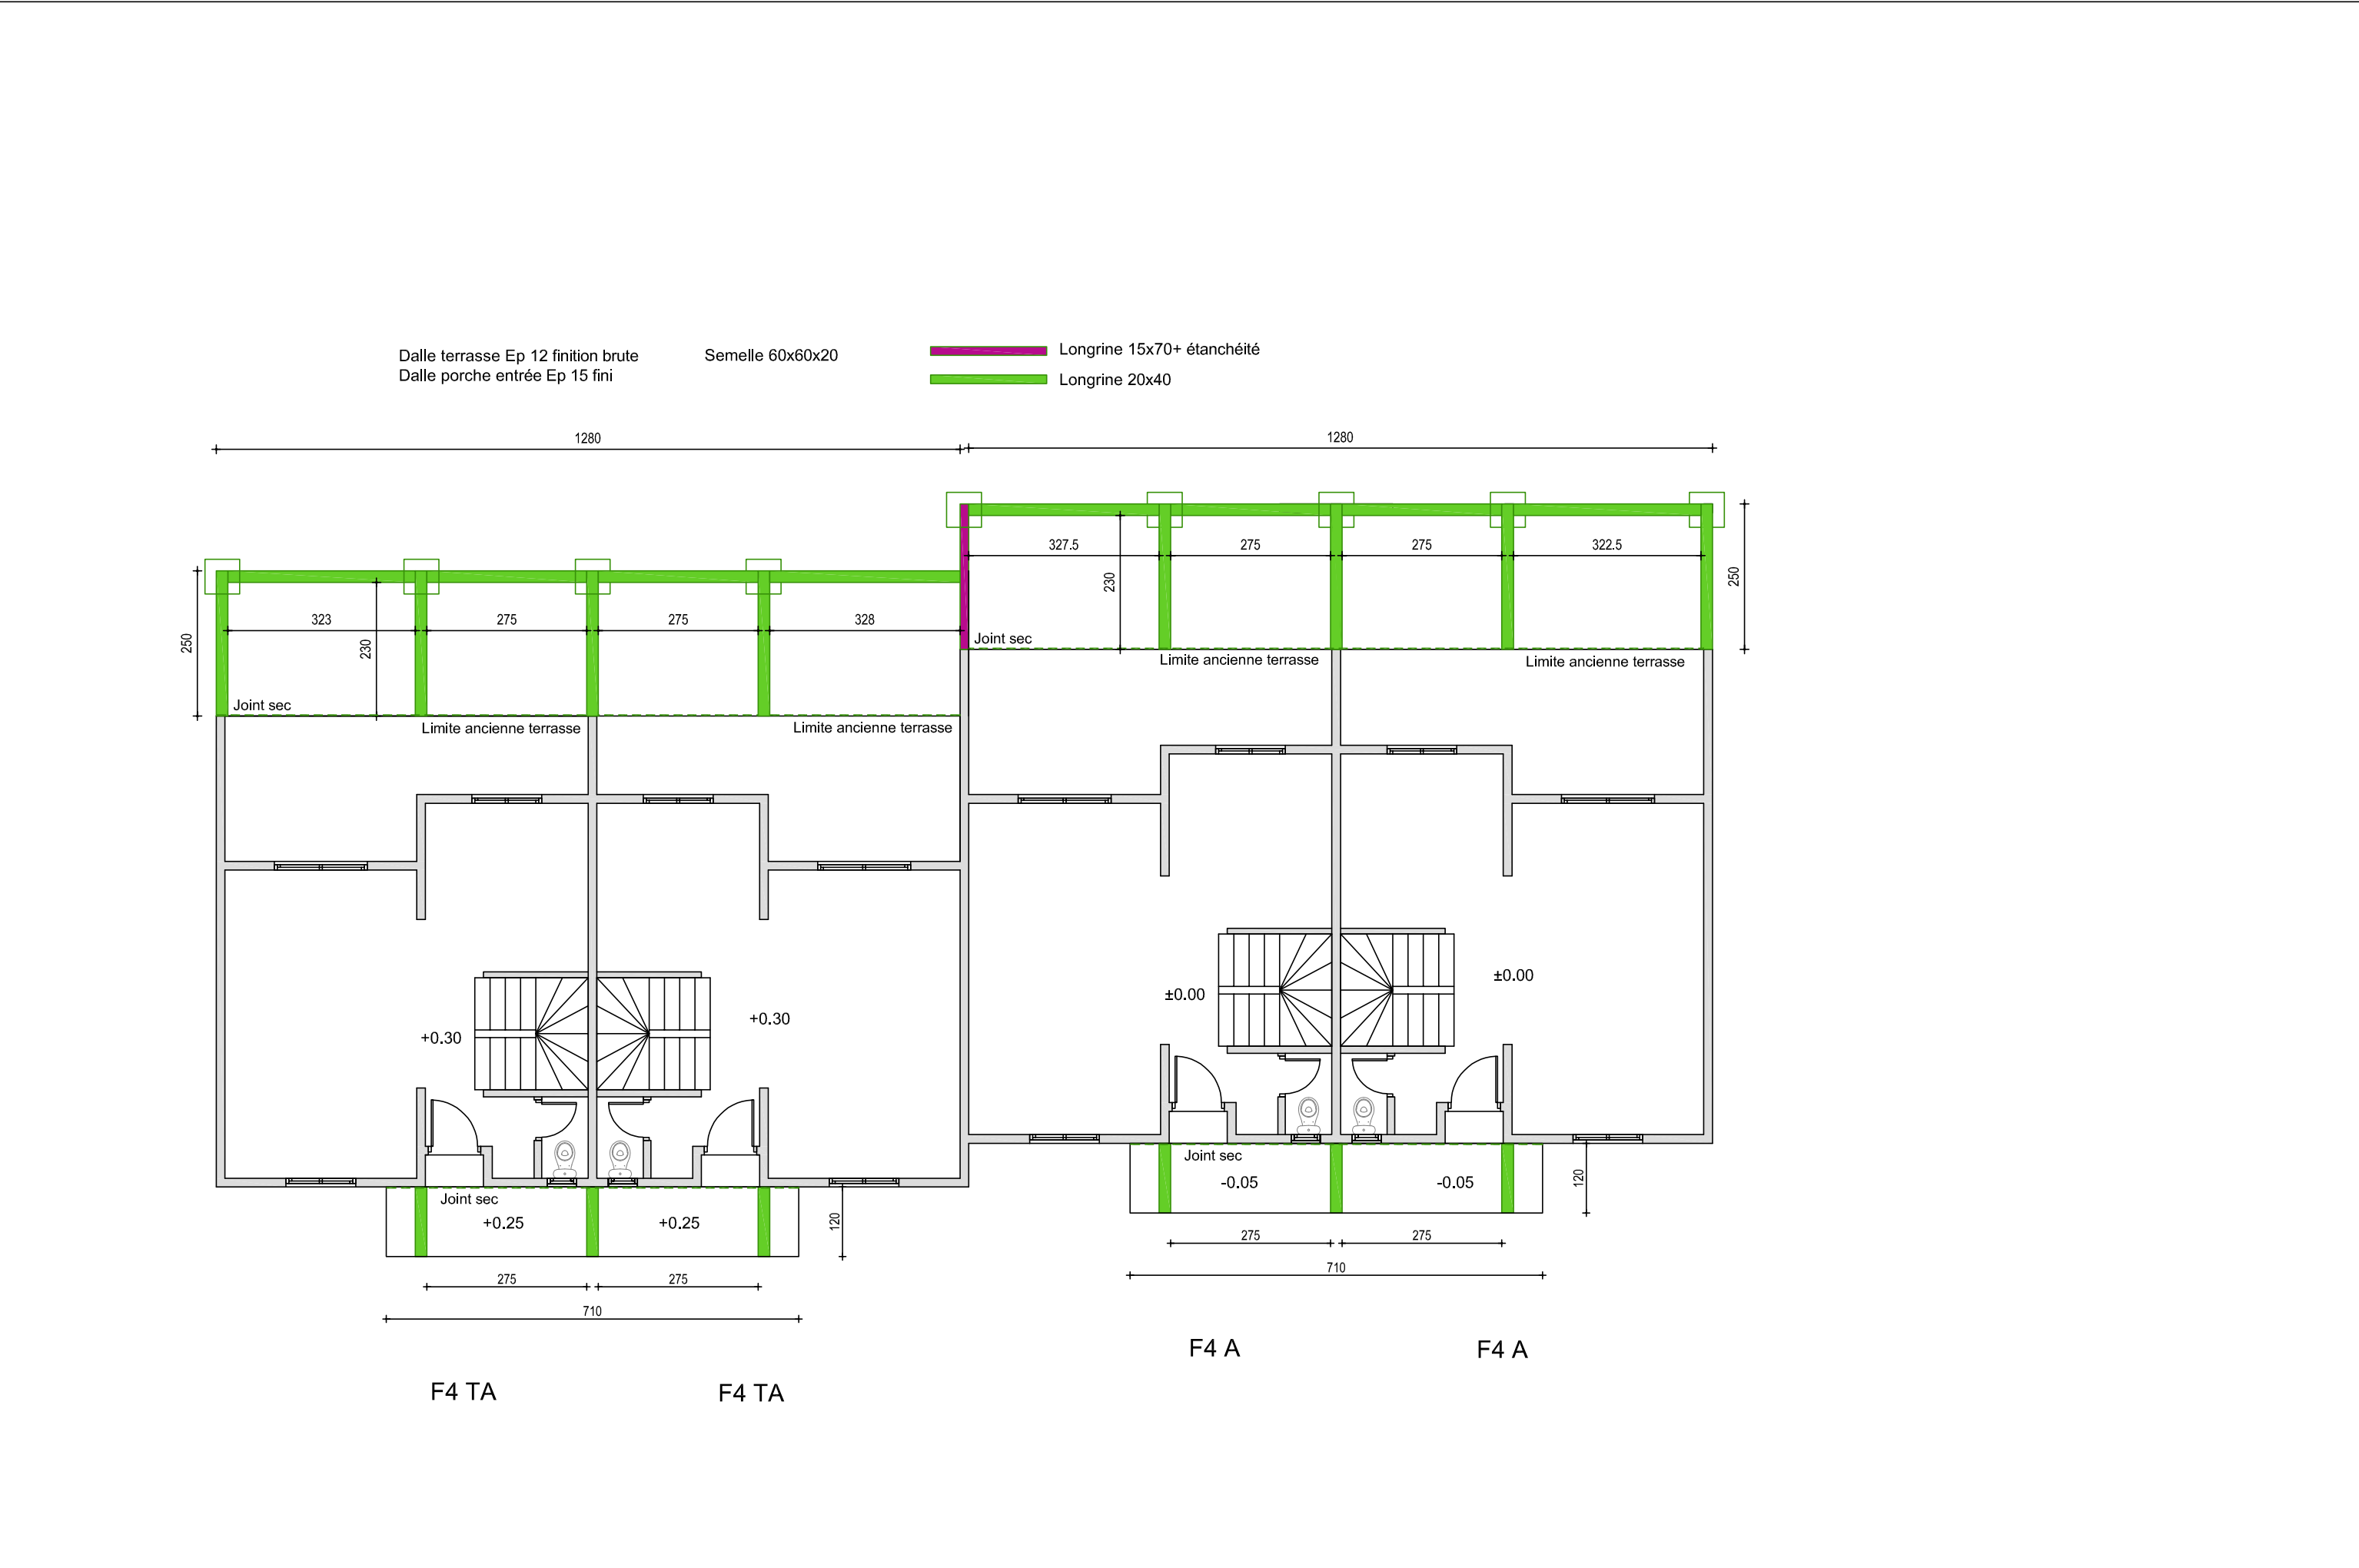 Dalle terrasse Ep 12 finition brute
Dalle porche entrée Ep 15 fini
Semelle 60x60x20
Longrine 15x70+ étanchéité
Longrine 20x40
1280
1280
327.5
275
275
322.5
230
250
323
275
275
328
250
230
Joint sec
Limite ancienne terrasse
Limite ancienne terrasse
Joint sec
Limite ancienne terrasse
Limite ancienne terrasse
+0.30
+0.30
±0.00
±0.00
Joint sec
-0.05
-0.05
120
Joint sec
+0.25
+0.25
120
275
275
710
275
275
710
F4 A
F4 A
F4 TA
F4 TA